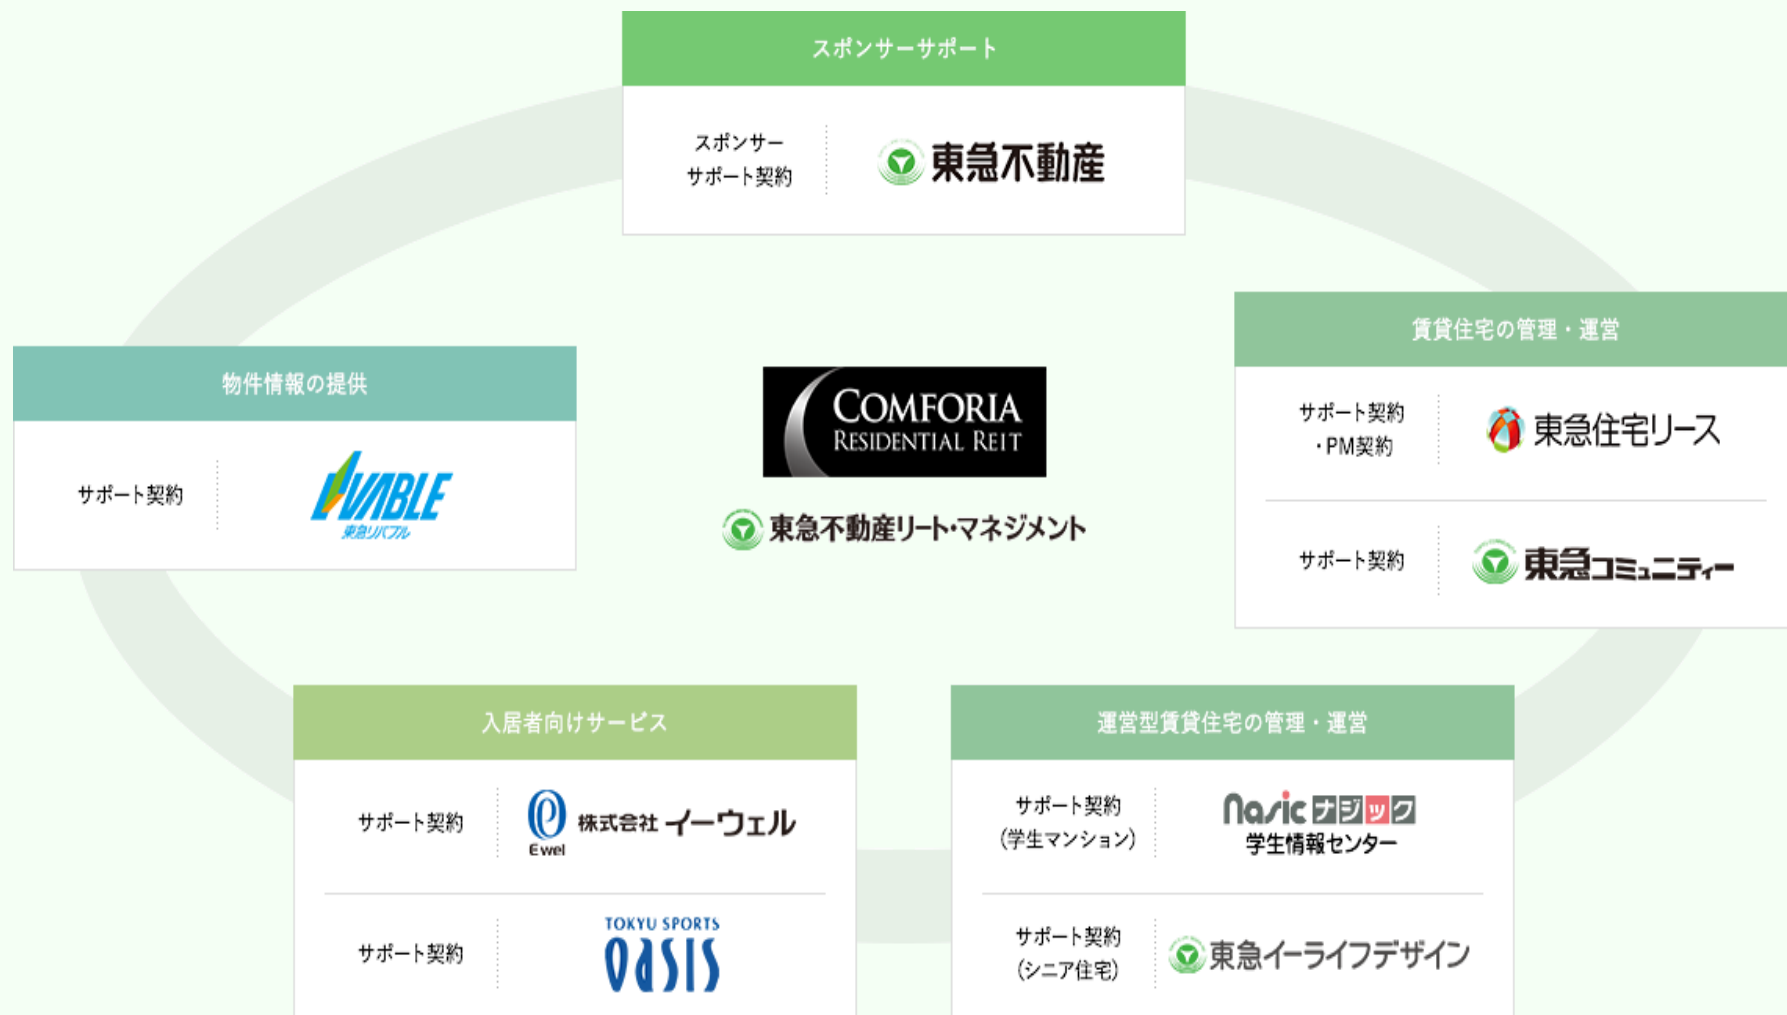 スポンサーサポート
スポンサー
サポート契約
東急不動産
物件情報の提供
サポート契約
LIVABLE
東急リバブル
COMFORIA
RESIDENTIAL REIT
東急不動産リート・マネジメント
賃貸住宅の管理・運営
サポート契約
・PM契約
東急住宅リース
サポート契約
東急コミュニティー
入居者向けサービス
サポート契約
Ewel
株式会社 イーウェル
サポート契約
TOKYU SPORTS
OASIS
運営型賃貸住宅の管理・運営
サポート契約
(学生マンション)
nasic ナジック
学生情報センター
サポート契約
(シニア住宅)
東急イーライフデザイン